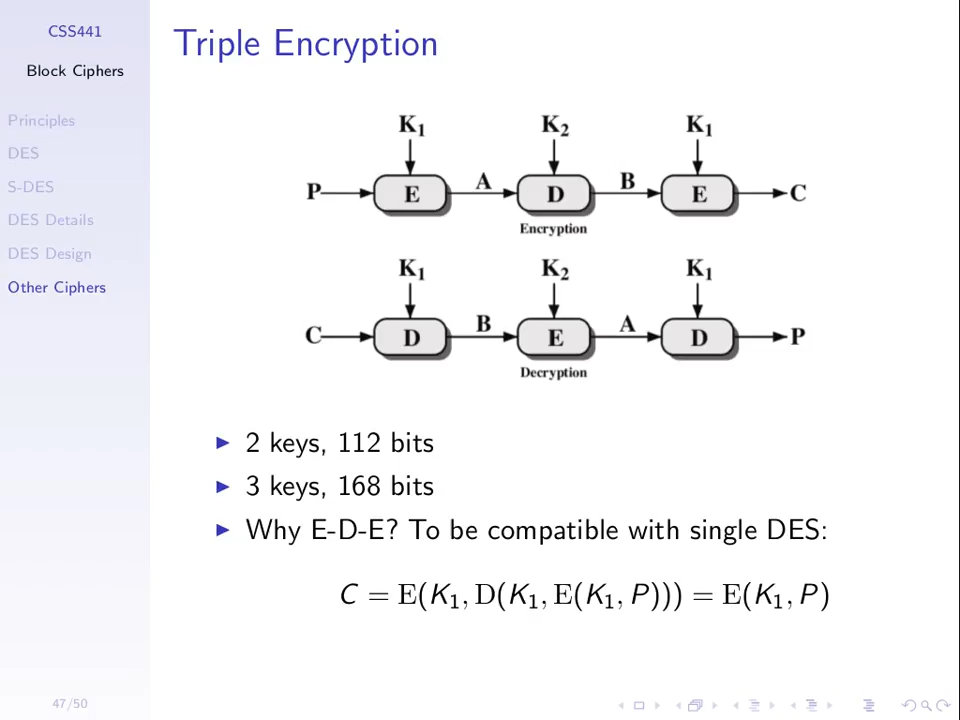 CSS441
Block Ciphers
Principles
DES
S-DES
DES Details
DES Design
Other Ciphers
47/50
Triple Encryption
K₁ K₂ K₁
P E A D B E C
Encryption
K₁ K₂ K₁
C D B E A D P
Decryption
2 keys, 112 bits
3 keys, 168 bits
Why E-D-E? To be compatible with single DES:
C = E(K₁, D(K₁, E(K₁, P))) = E(K₁, P)